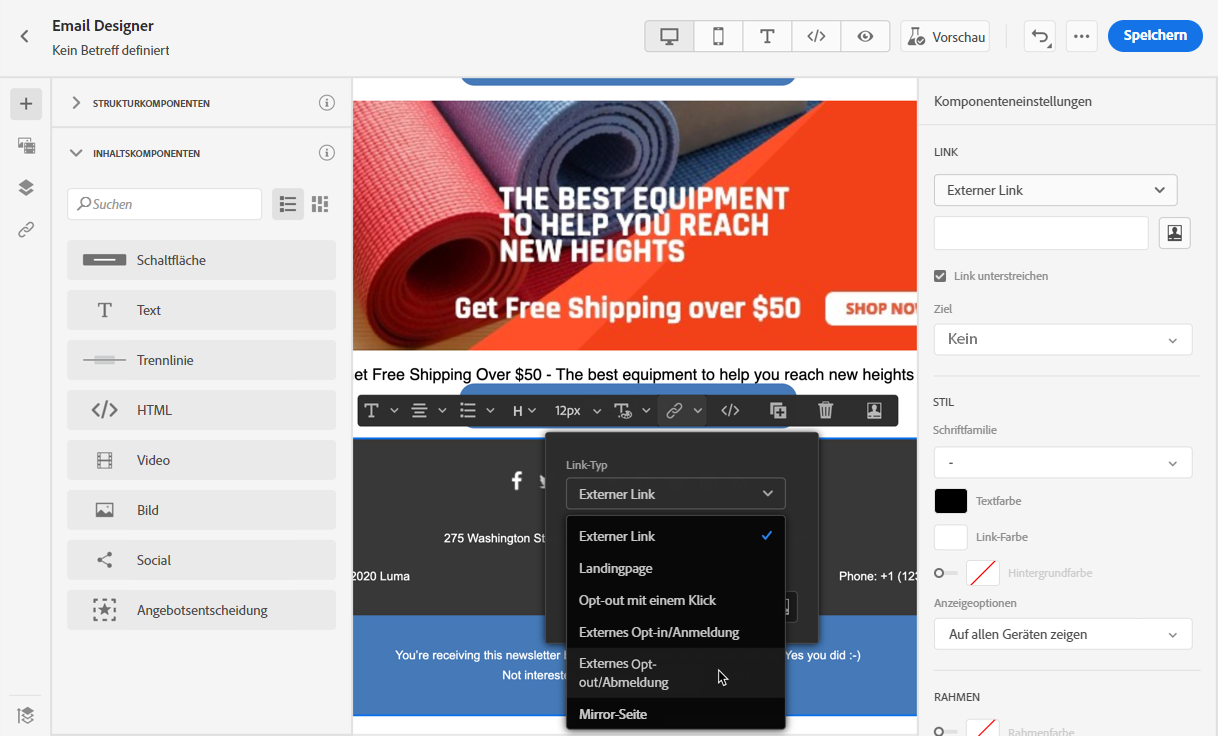 Email Designer
Kein Betreff definiert
Vorschau
Speichern
STRUKTURKOMPONENTEN
INHALTSKOMPONENTEN
Suchen
Schaltfläche
Text
Trennlinie
HTML
Video
Bild
Social
Angebotsentscheidung
THE BEST EQUIPMENT
TO HELP YOU REACH
NEW HEIGHTS
Get Free Shipping over $50
SHOP NO
et Free Shipping Over $50 - The best equipment to help you reach new heights
H
12px
Link-Typ
Externer Link
Externer Link
Landingpage
Opt-out mit einem Klick
Externes Opt-in/Anmeldung
Externes Opt-
out/Abmeldung
Mirror-Seite
275 Washington St
2020 Luma
Phone: +1 (123
You're receiving this newsletter
Yes you did :-)
Not interest
Komponenteneinstellungen
LINK
Externer Link
Link unterstreichen
Ziel
Kein
STIL
Schriftfamilie
-
Textfarbe
Link-Farbe
Hintergrundfarbe
Anzeigeoptionen
Auf allen Geräten zeigen
RAHMEN
Rahmenfarbe